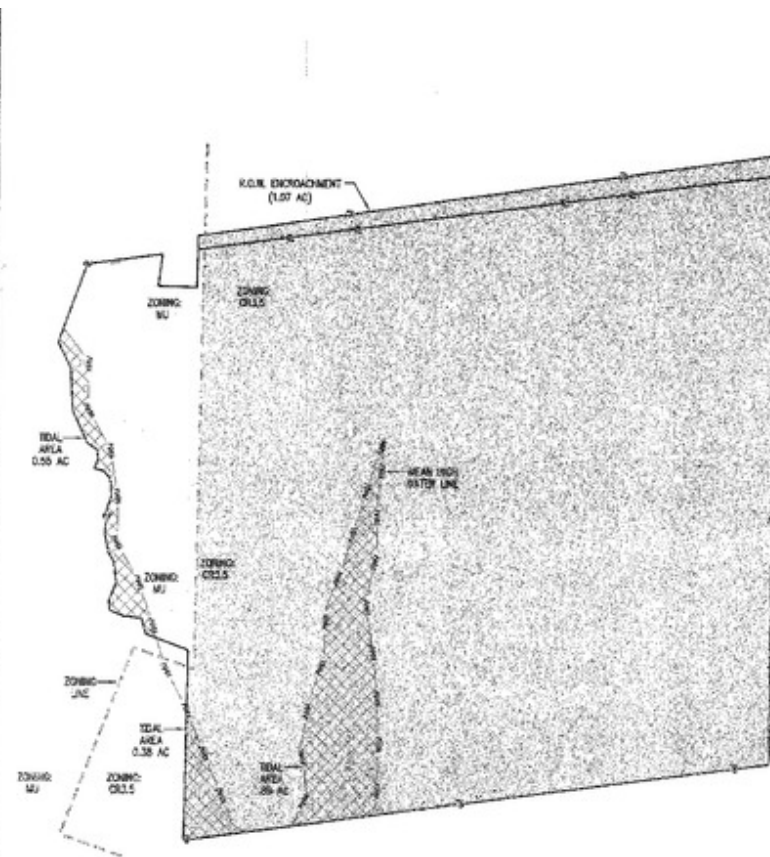 R.O.W. ENCROACHMENT
(1.07 AC)
ZONING:
MU
ZONING:
CR3.5
TIDAL
AREA
0.55 AC
MEAN HIGH
WATER LINE
ZONING:
MU
ZONING:
CR3.5
ZONING
LINE
TIDAL
AREA
0.38 AC
ZONING:
MU
ZONING:
CR3.5
TIDAL
AREA
AC